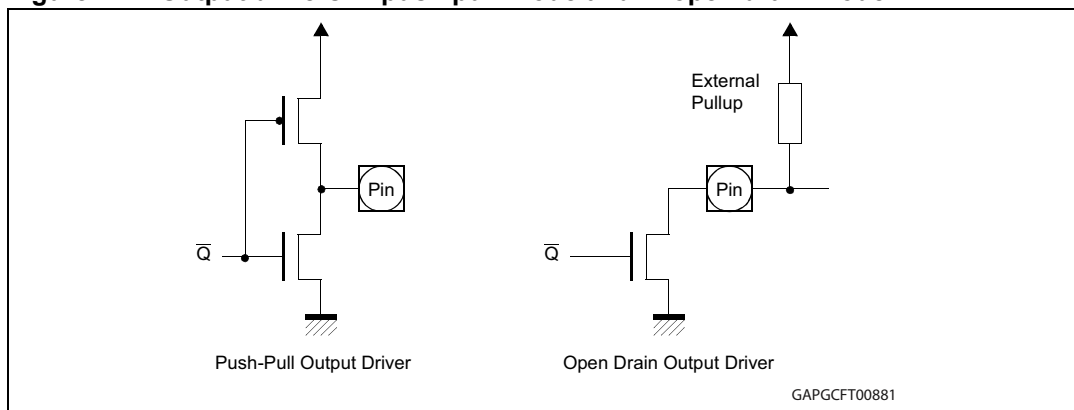 External
Pullup
Pin
Pin
Q̅
Q̅
Push-Pull Output Driver
Open Drain Output Driver
GAPGCFT00881